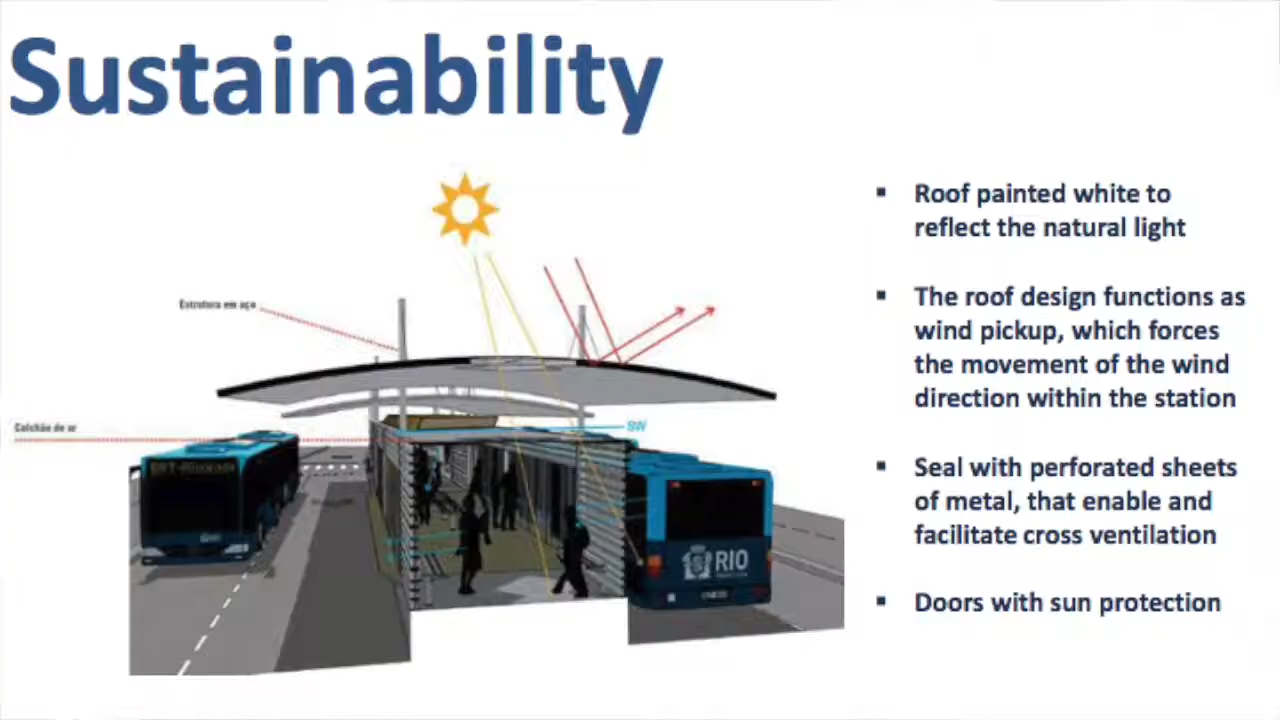 Sustainability
▪ Roof painted white to
reflect the natural light
▪ The roof design functions as
wind pickup, which forces
the movement of the wind
direction within the station
▪ Seal with perforated sheets
of metal, that enable and
facilitate cross ventilation
▪ Doors with sun protection
Estrutura em aço
Colchão de ar
SW
RIO